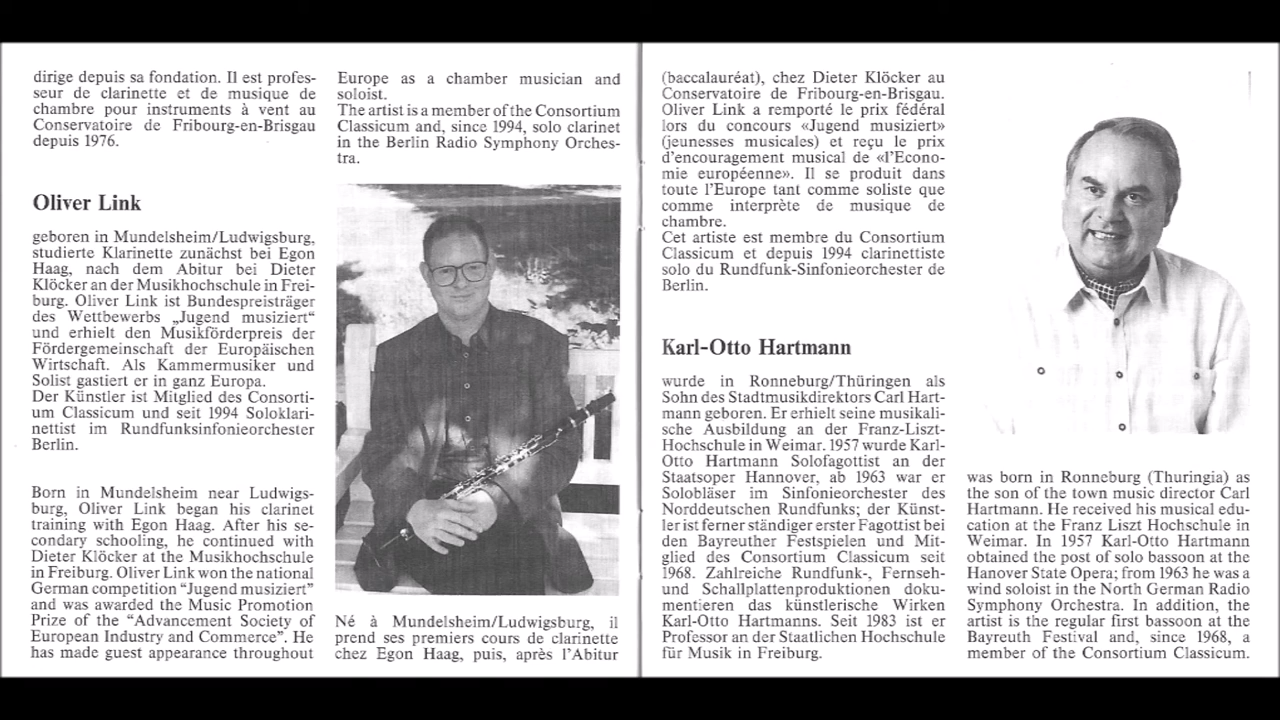 dirige depuis sa fondation. Il est profes-
seur de clarinette et de musique de
chambre pour instruments à vent au
Conservatoire de Fribourg-en-Brisgau
depuis 1976.
Oliver Link
geboren in Mundelsheim/Ludwigsburg,
studierte Klarinette zunächst bei Egon
Haag, nach dem Abitur bei Dieter
Klöcker an der Musikhochschule in Frei-
burg. Oliver Link ist Bundespreisträger
des Wettbewerbs „Jugend musiziert“
und erhielt den Musikförderpreis der
Fördergemeinschaft der Europäischen
Wirtschaft. Als Kammermusiker und
Solist gastiert er in ganz Europa.
Der Künstler ist Mitglied des Consorti-
um Classicum und seit 1994 Soloklari-
nettist im Rundfunksinfonieorchester
Berlin.
Born in Mundelsheim near Ludwigs-
burg, Oliver Link began his clarinet
training with Egon Haag. After his se-
condary schooling, he continued with
Dieter Klöcker at the Musikhochschule
in Freiburg. Oliver Link won the national
German competition “Jugend musiziert”
and was awarded the Music Promotion
Prize of the “Advancement Society of
European Industry and Commerce”. He
has made guest appearance throughout
Europe as a chamber musician and
soloist.
The artist is a member of the Consortium
Classicum and, since 1994, solo clarinet
in the Berlin Radio Symphony Orches-
tra.
Né à Mundelsheim/Ludwigsburg, il
prend ses premiers cours de clarinette
chez Egon Haag, puis, après l’Abitur
(baccalauréat), chez Dieter Klöcker au
Conservatoire de Fribourg-en-Brisgau.
Oliver Link a remporté le prix fédéral
lors du concours «Jugend musiziert»
(jeunesses musicales) et reçu le prix
d’encouragement musical de «l’Econo-
mie européenne». Il se produit dans
toute l’Europe tant comme soliste que
comme interprète de musique de
chambre.
Cet artiste est membre du Consortium
Classicum et depuis 1994 clarinettiste
solo du Rundfunk-Sinfonieorchester de
Berlin.
Karl-Otto Hartmann
wurde in Ronneburg/Thüringen als
Sohn des Stadtmusikdirektors Carl Hart-
mann geboren. Er erhielt seine musikali-
sche Ausbildung an der Franz-Liszt-
Hochschule in Weimar. 1957 wurde Karl-
Otto Hartmann Solofagottist an der
Staatsoper Hannover, ab 1963 war er
Solobläser im Sinfonieorchester des
Norddeutschen Rundfunks; der Künst-
ler ist ferner ständiger erster Fagottist bei
den Bayreuther Festspielen und Mit-
glied des Consortium Classicum seit
1968. Zahlreiche Rundfunk-, Fernseh-
und Schallplattenproduktionen doku-
mentieren das künstlerische Wirken
Karl-Otto Hartmanns. Seit 1983 ist er
Professor an der Staatlichen Hochschule
für Musik in Freiburg.
was born in Ronneburg (Thuringia) as
the son of the town music director Carl
Hartmann. He received his musical edu-
cation at the Franz Liszt Hochschule in
Weimar. In 1957 Karl-Otto Hartmann
obtained the post of solo bassoon at the
Hanover State Opera; from 1963 he was a
wind soloist in the North German Radio
Symphony Orchestra. In addition, the
artist is the regular first bassoon at the
Bayreuth Festival and, since 1968, a
member of the Consortium Classicum.